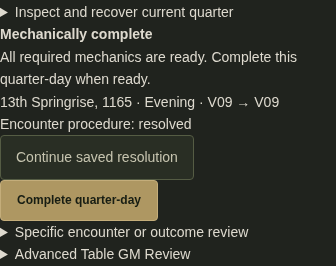 ▶ Inspect and recover current quarter
Mechanically complete
All required mechanics are ready. Complete this
quarter-day when ready.
13th Springrise, 1165 · Evening · V09 → V09
Encounter procedure: resolved
Continue saved resolution
Complete quarter-day
▶ Specific encounter or outcome review
▶ Advanced Table GM Review